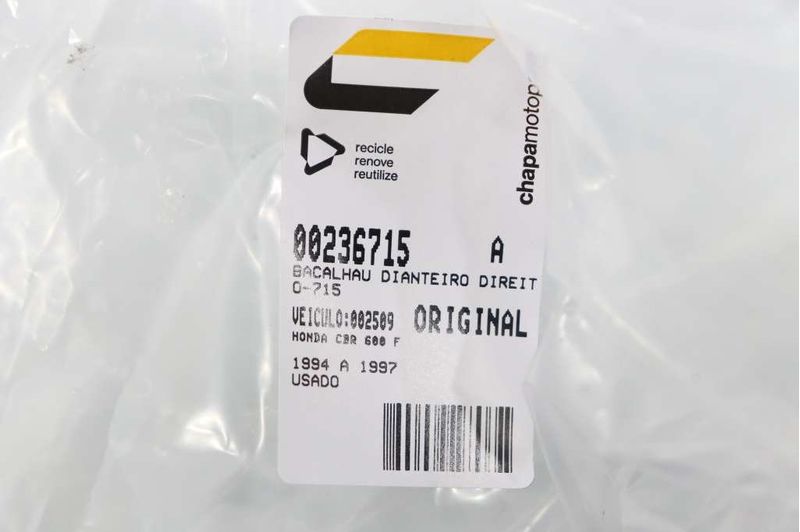 chapamotop
recicle
renove
reutilize
00236715 A
BACALHAU DIANTEIRO DIREIT
O-715
VEICULO:002509 ORIGINAL
HONDA CBR 600 F
1994 A 1997
USADO